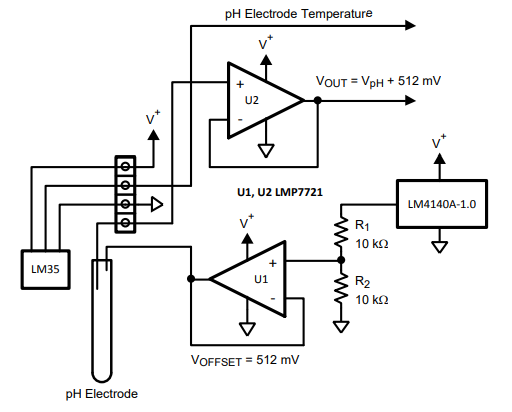 pH Electrode Temperature
V+
+
U2
-
VOUT = VpH + 512 mV
V+
V+
U1, U2 LMP7721
LM4140A-1.0
V+
R1
10 kΩ
+
U1
-
LM35
R2
10 kΩ
VOFFSET = 512 mV
pH Electrode